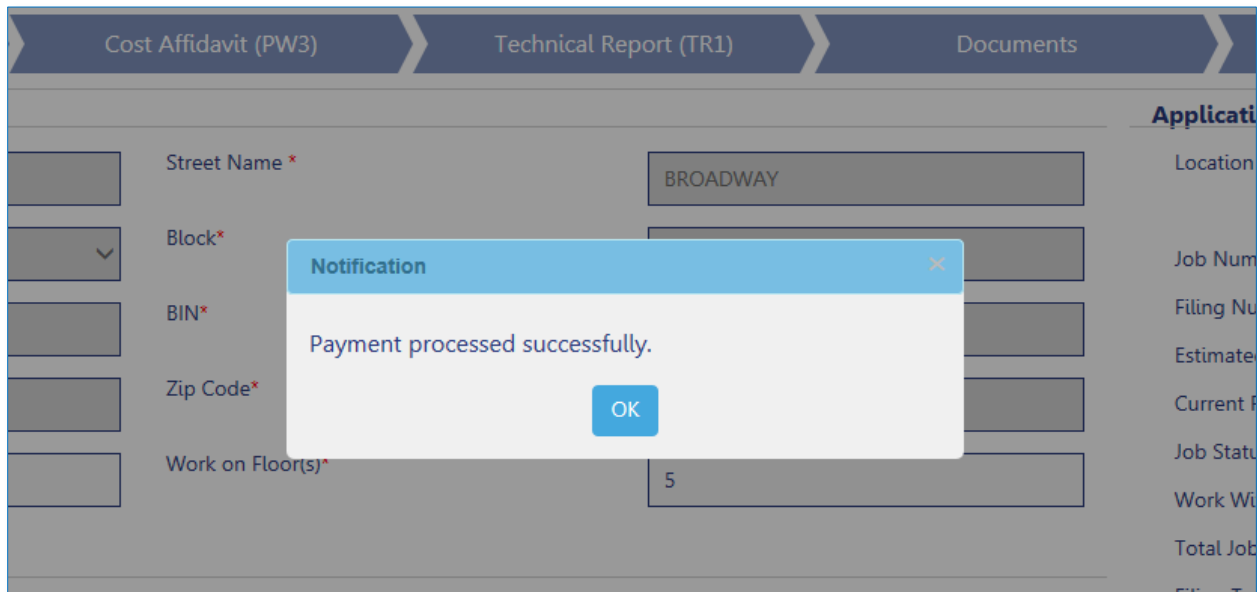 Cost Affidavit (PW3) Technical Report (TR1) Documents
Applicati
Street Name * BROADWAY Location
Block*
Notification ×
Job Num
BIN* Filing Nu
Payment processed successfully.
Estimate
Zip Code* Current
OK
Job Statu
Work on Floor(s)* 5
Work Wi
Total Job